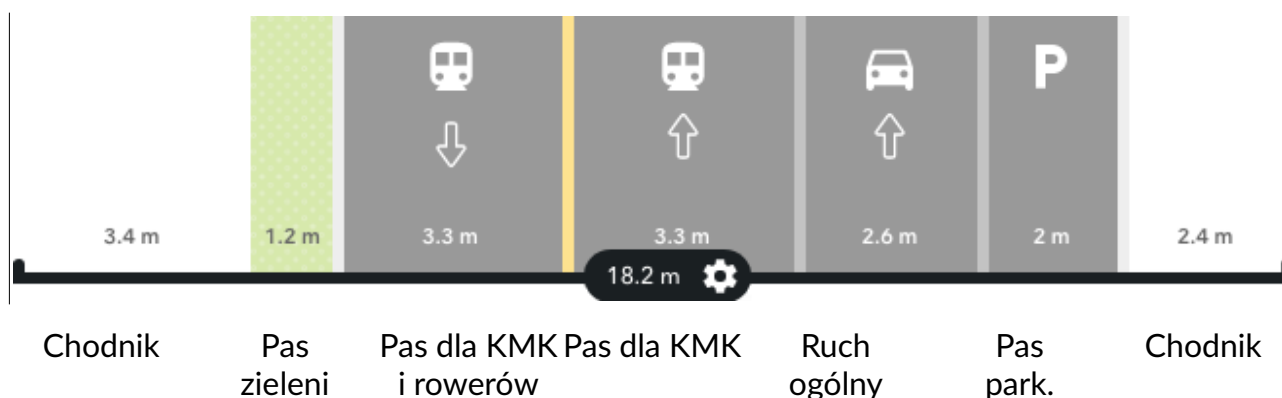 P
3.4 m 1.2 m 3.3 m 3.3 m 2.6 m 2 m 2.4 m
18.2 m
Chodnik Pas Pas dla KMK Pas dla KMK Ruch Pas Chodnik
zieleni i rowerów ogólny park.